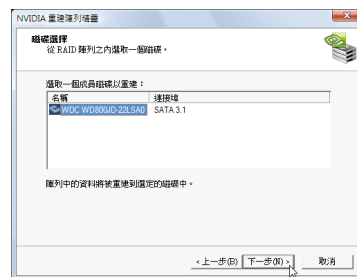 NVIDIA 重建陣列精靈
磁碟選擇
從 RAID 陣列之內選取一個磁碟。
選取一個成員磁碟以重建：
名稱 連接埠
WDC WD800JD-22LSA0 SATA 3.1
陣列中的資料將被重建到選定的磁碟中。
<上一步(B) 下一步(N)> 取消